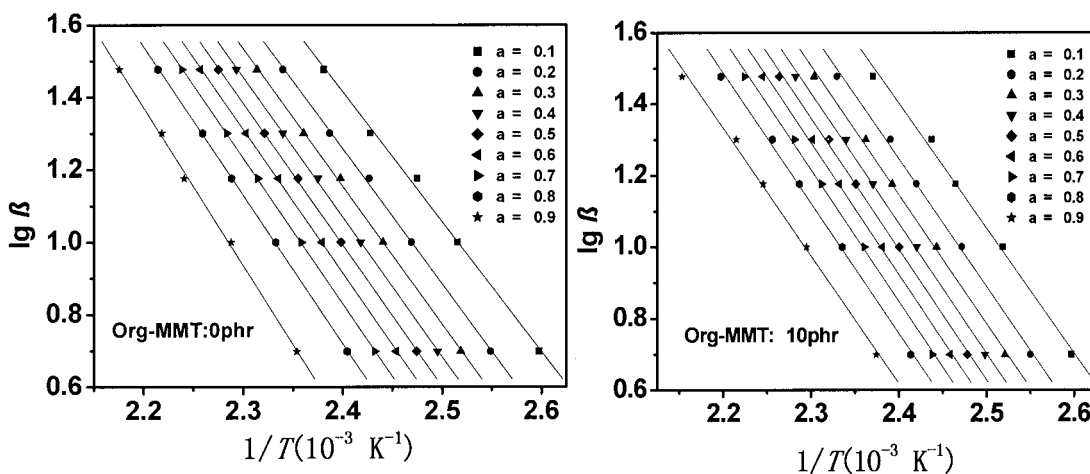 1.6
1.4
1.2
1.0
0.8
0.6
lg ß
2.2 2.3 2.4 2.5 2.6
1/T(10⁻³ K⁻¹)
Org-MMT:0phr
a = 0.1
a = 0.2
a = 0.3
a = 0.4
a = 0.5
a = 0.6
a = 0.7
a = 0.8
a = 0.9
1.6
1.4
1.2
1.0
0.8
0.6
lg ß
2.2 2.3 2.4 2.5 2.6
1/T(10⁻³ K⁻¹)
Org-MMT: 10phr
a = 0.1
a = 0.2
a = 0.3
a = 0.4
a = 0.5
a = 0.6
a = 0.7
a = 0.8
a = 0.9